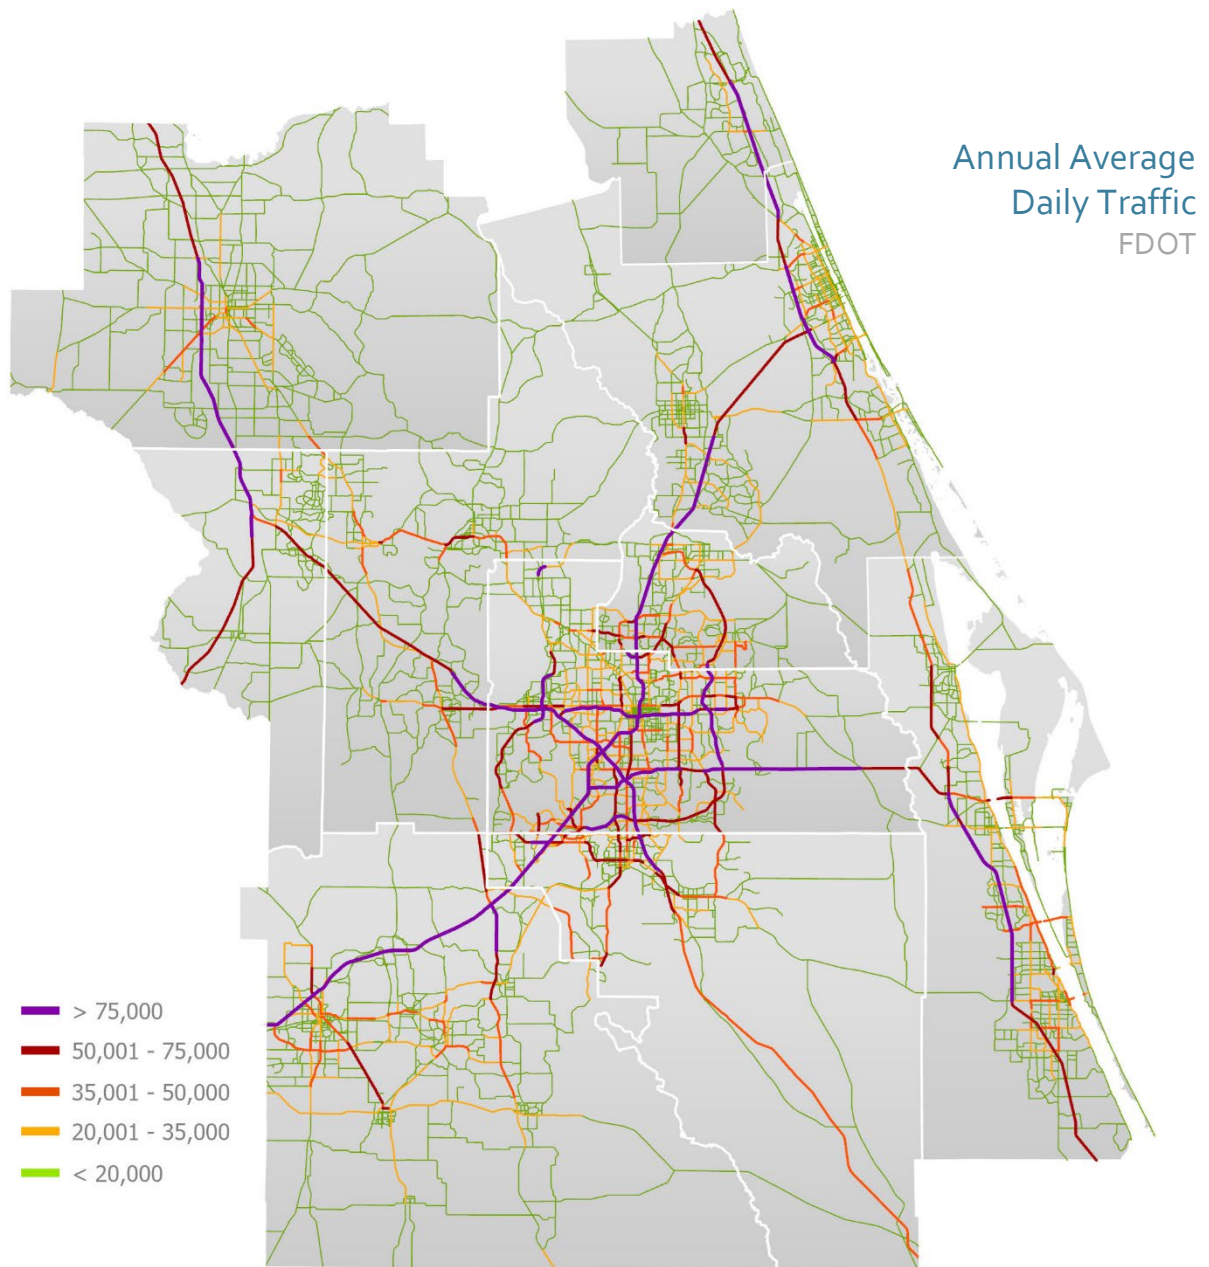 Annual Average
Daily Traffic
FDOT
> 75,000
50,001 - 75,000
35,001 - 50,000
20,001 - 35,000
< 20,000